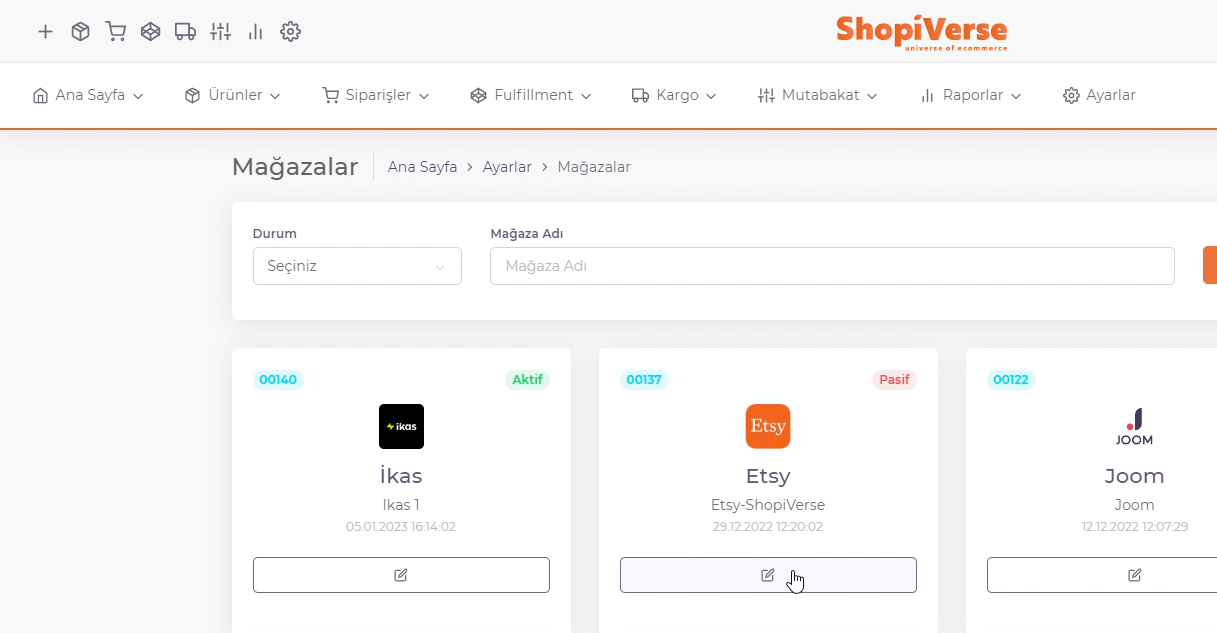 ShopiVerse
universe of ecommerce
Ana Sayfa Ürünler Siparişler Fulfillment Kargo Mutabakat Raporlar Ayarlar
Mağazalar Ana Sayfa > Ayarlar > Mağazalar
Durum Mağaza Adı
Seçiniz Mağaza Adı
00140 Aktif 00137 Pasif 00122
ikas Etsy JOOM
İkas Etsy Joom
Ikas 1 Etsy-ShopiVerse Joom
05.01.2023 16:14:02 29.12.2022 12:20:02 12.12.2022 12:07:29